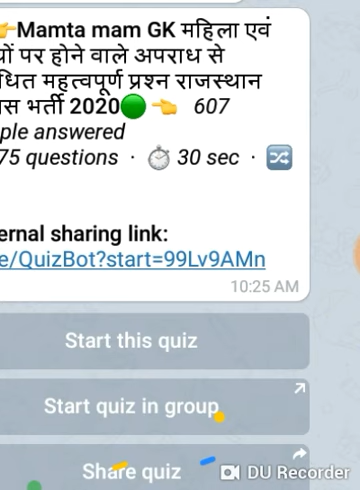 👉Mamta mam GK महिला एवं
यों पर होने वाले अपराध से
धित महत्वपूर्ण प्रश्न राजस्थान
स भर्ती 2020🟢👈 607
ple answered
75 questions · ⏱ 30 sec · 🔀
ernal sharing link:
e/QuizBot?start=99Lv9AMn
10:25 AM
Start this quiz
Start quiz in group
Share quiz
DU Recorder